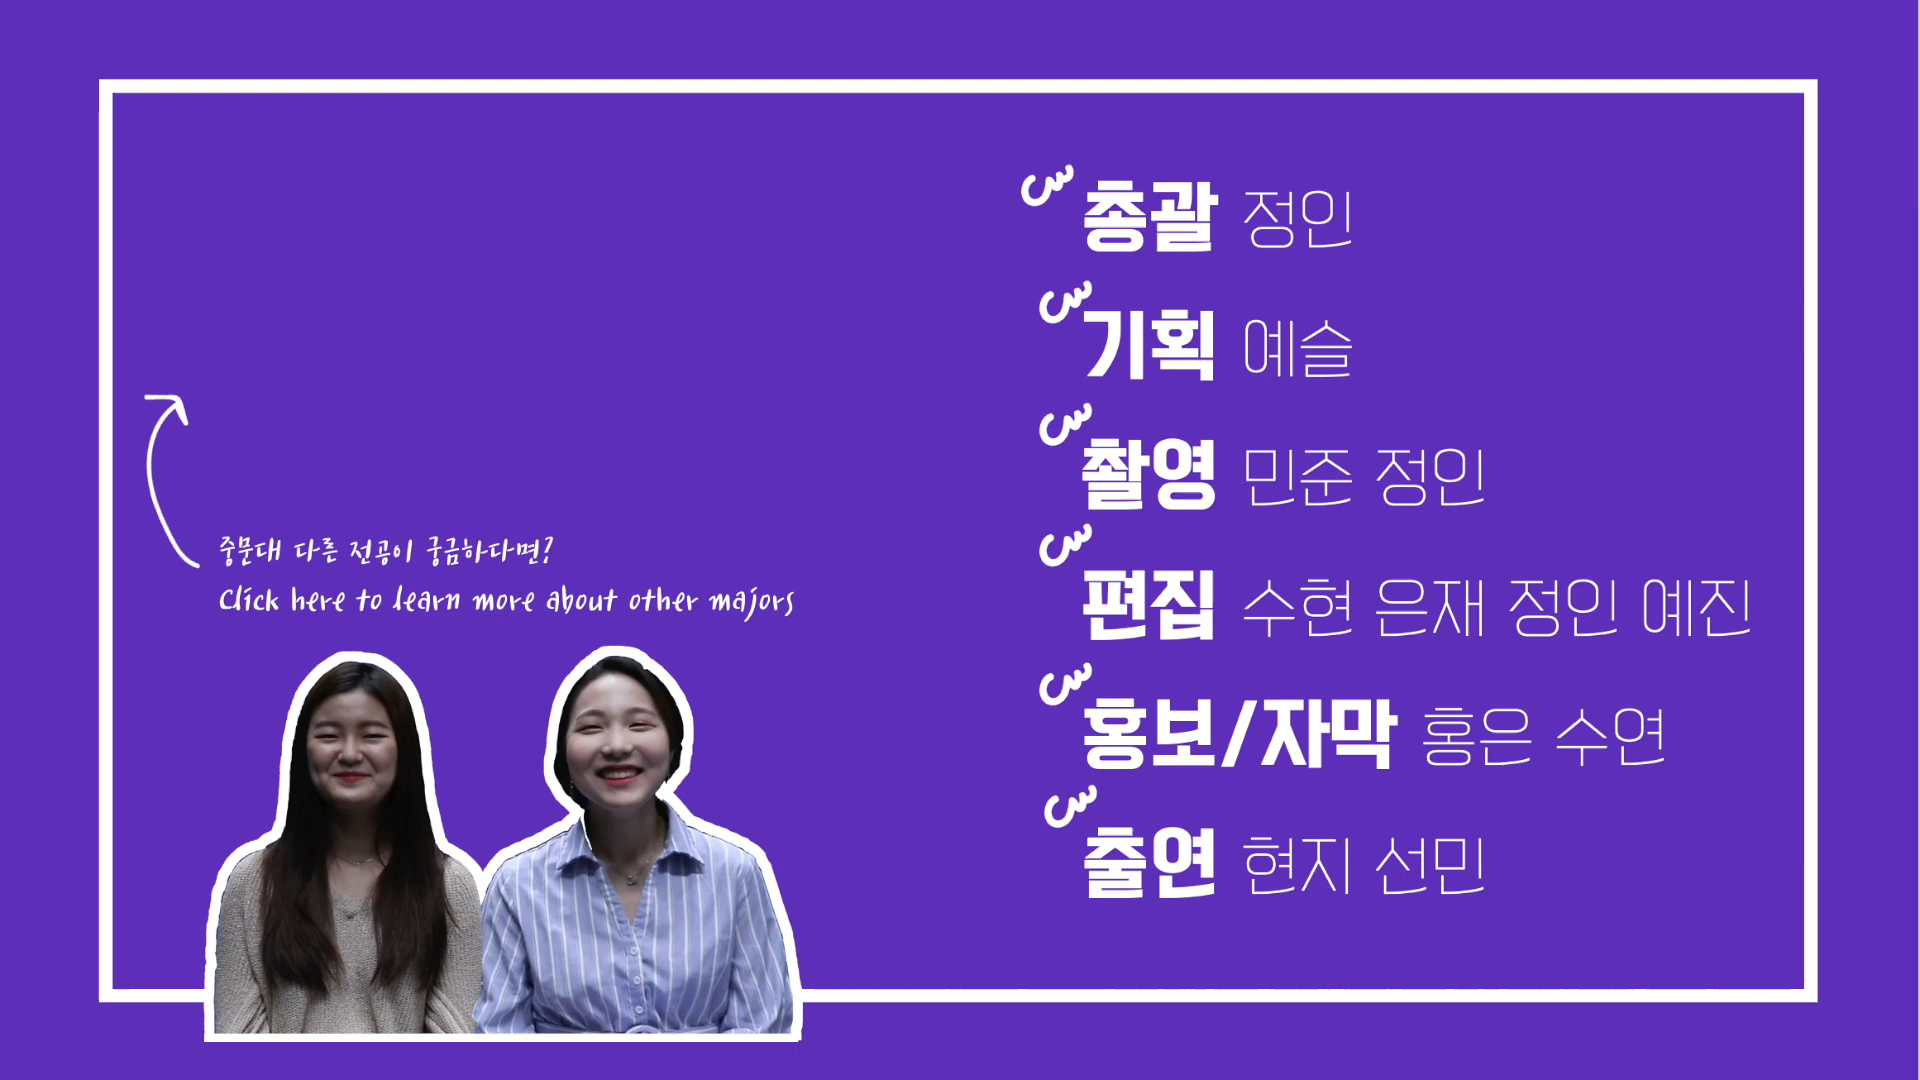 중문대 다른 전공이 궁금하다면?
Click here to learn more about other majors
총괄 정인
기획 예슬
촬영 민준 정인
편집 수현 은재 정인 예진
홍보/자막 홍은 수연
출연 현지 선민